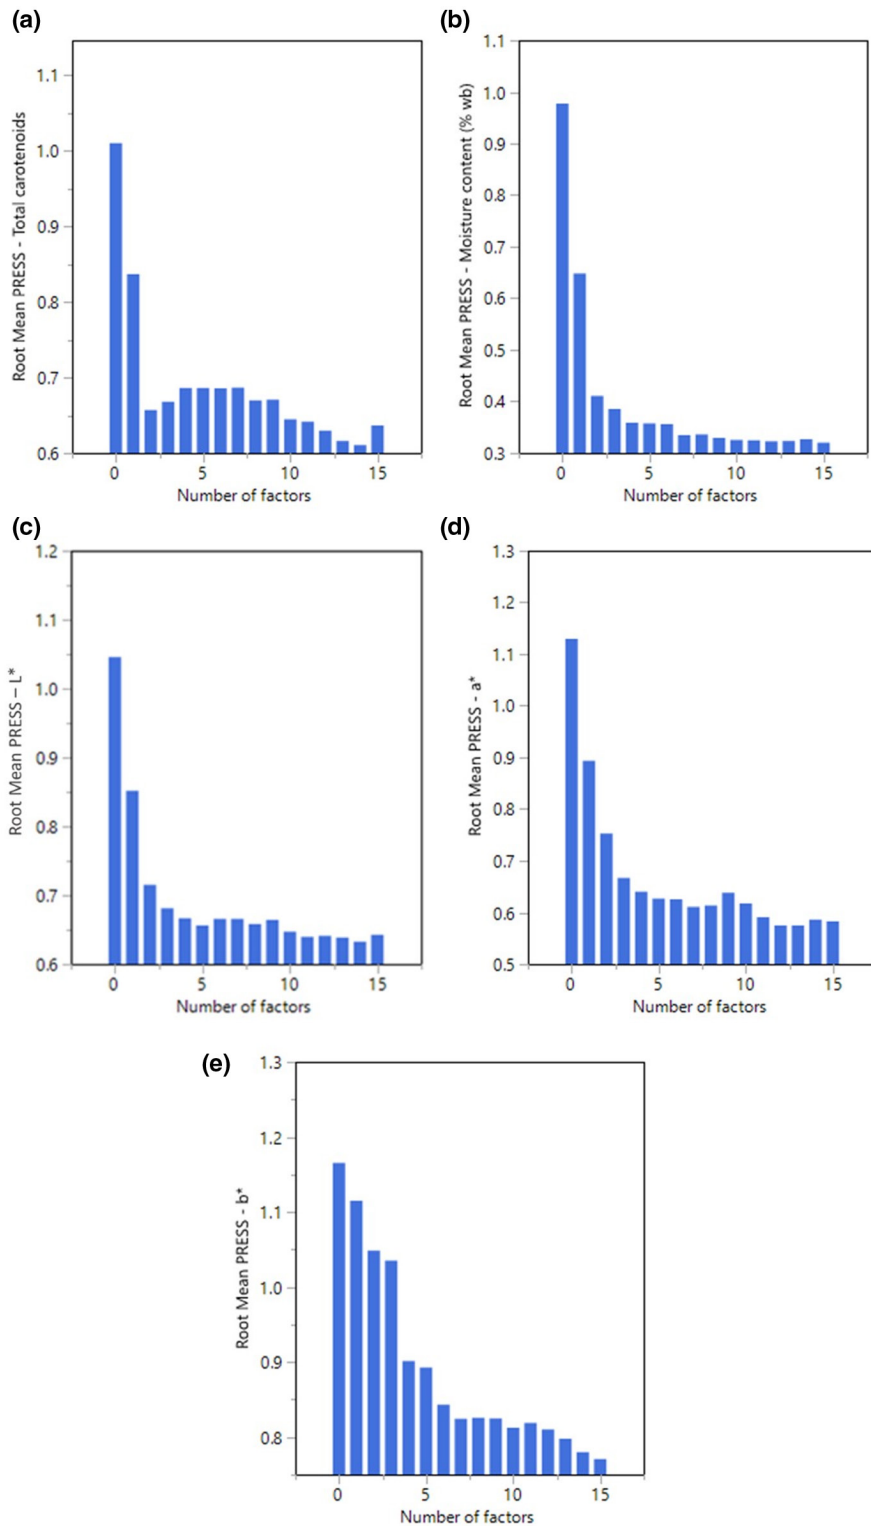 (a)
1.1
1.0
0.9
0.8
0.7
0.6
Root Mean PRESS - Total carotenoids
0 5 10 15
Number of factors
(b)
1.1
1.0
0.9
0.8
0.7
0.6
0.5
0.4
0.3
Root Mean PRESS - Moisture content (% wb)
0 5 10 15
Number of factors
(c)
1.2
1.1
1.0
0.9
0.8
0.7
0.6
Root Mean PRESS – L*
0 5 10 15
Number of factors
(d)
1.3
1.2
1.1
1.0
0.9
0.8
0.7
0.6
0.5
Root Mean PRESS - a*
0 5 10 15
Number of factors
(e)
1.3
1.2
1.1
1.0
0.9
0.8
Root Mean PRESS - b*
0 5 10 15
Number of factors